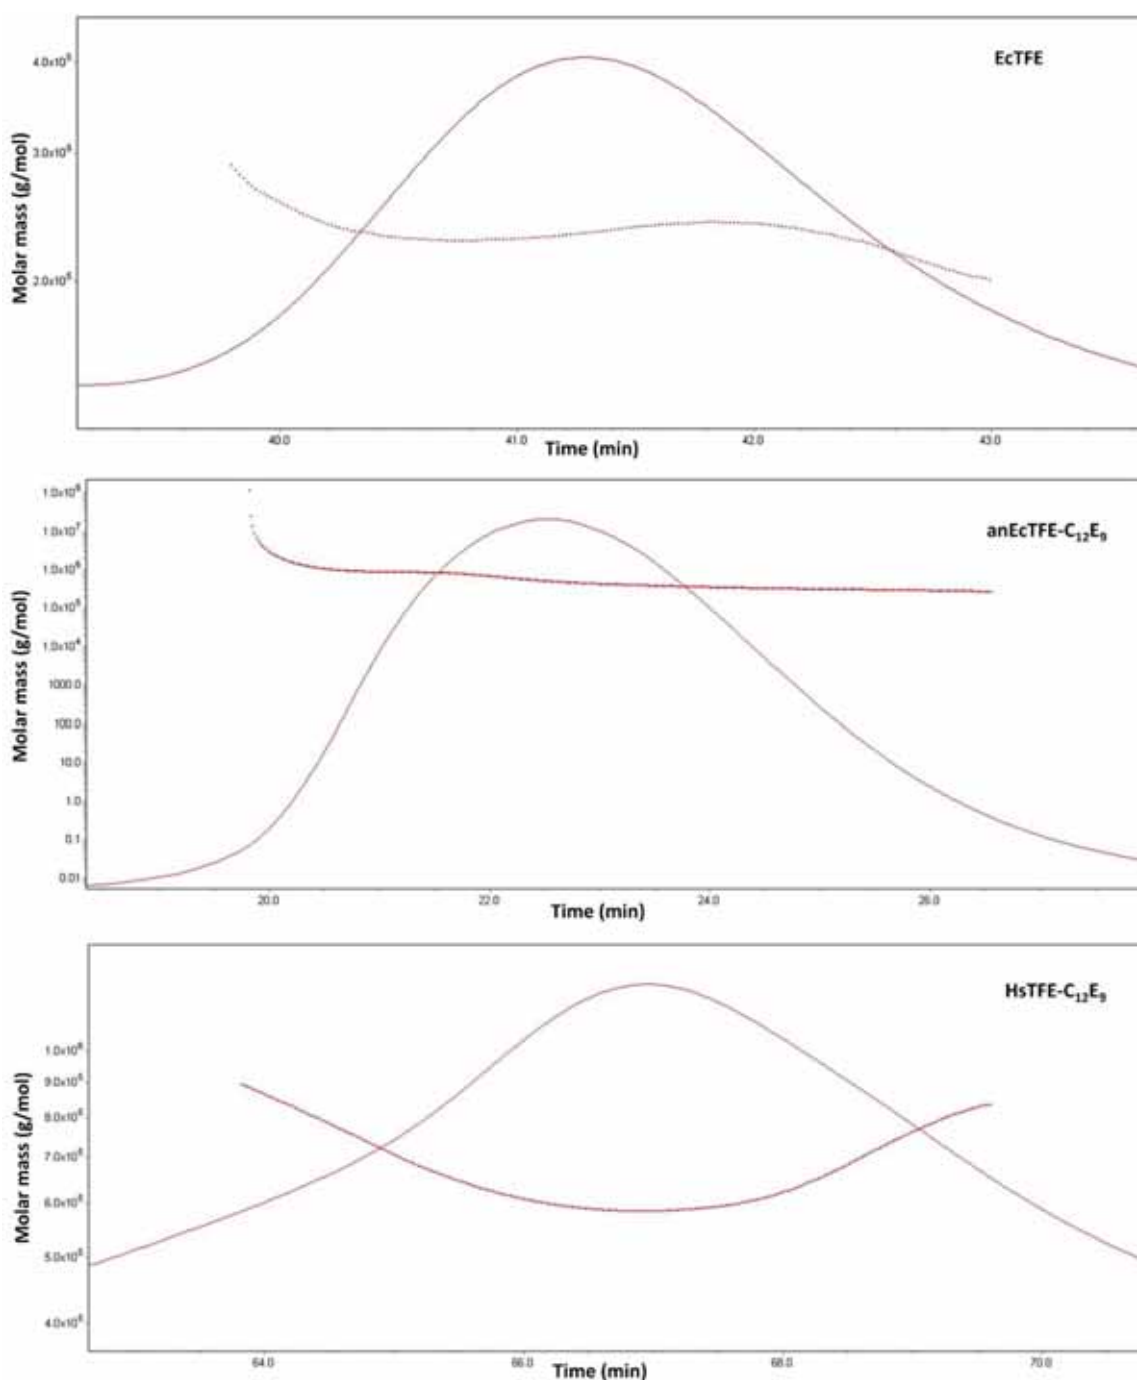 EcTFE
Molar mass (g/mol)
4.0x10⁵
3.0x10⁵
2.0x10⁵
40.0 41.0 42.0 43.0
Time (min)
anEcTFE-C₁₂E₉
Molar mass (g/mol)
1.0x10⁸
1.0x10⁷
1.0x10⁶
1.0x10⁵
1.0x10⁴
1000.0
100.0
10.0
1.0
0.1
0.01
20.0 22.0 24.0 26.0
Time (min)
HsTFE-C₁₂E₉
Molar mass (g/mol)
1.0x10⁶
9.0x10⁵
8.0x10⁵
7.0x10⁵
6.0x10⁵
5.0x10⁵
4.0x10⁵
64.0 66.0 68.0 70.0
Time (min)